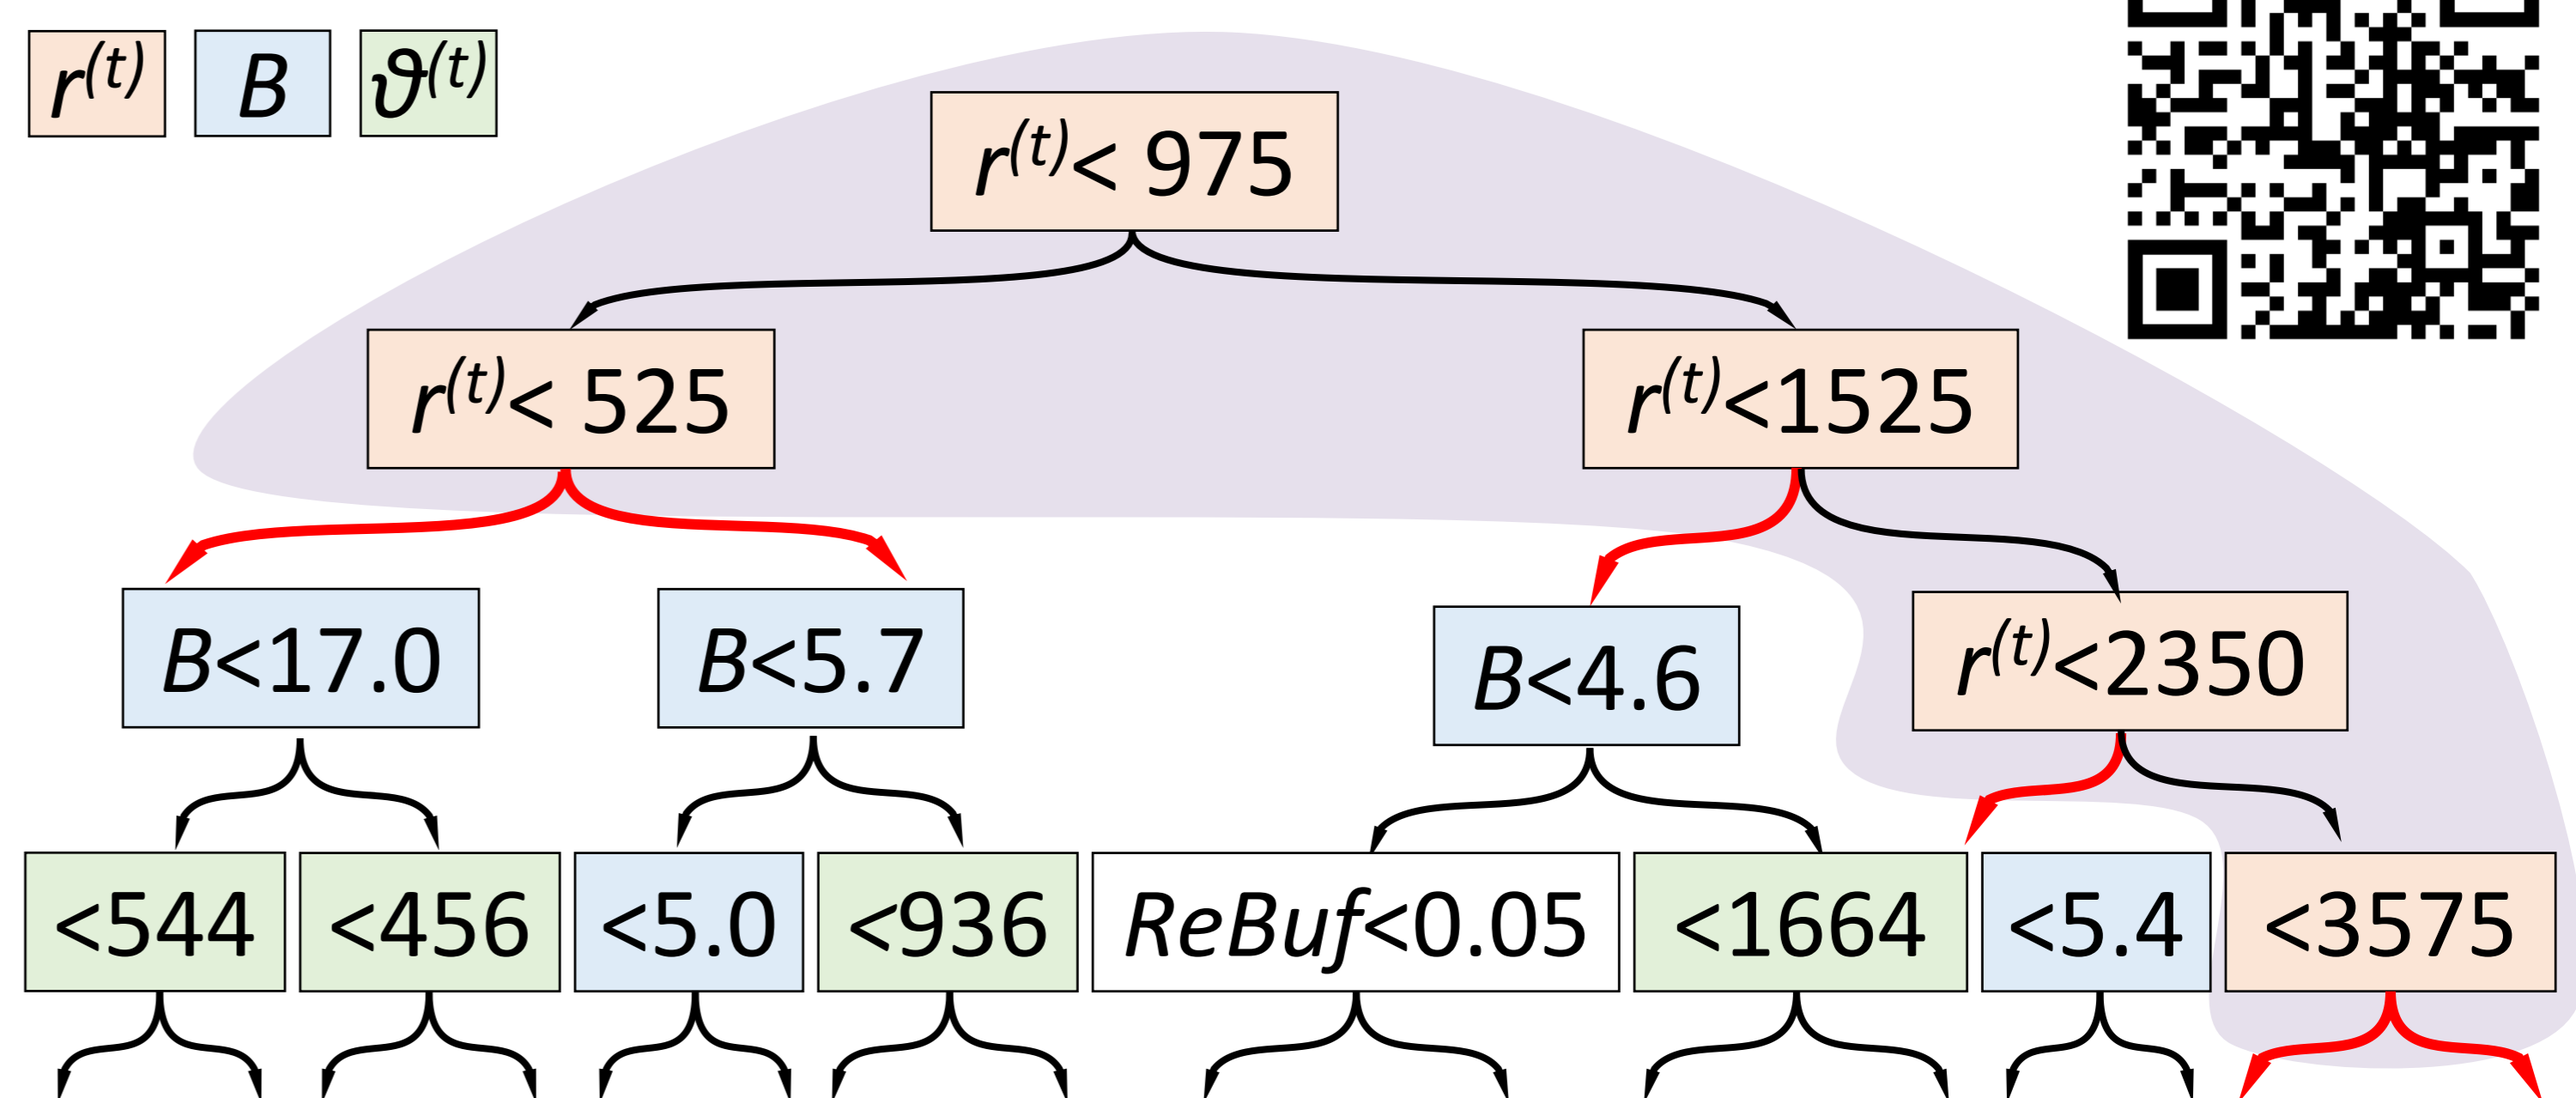 r(t) B ϑ(t)
r(t)< 975
r(t)< 525
r(t)<1525
B<17.0
B<5.7
B<4.6
r(t)<2350
<544
<456
<5.0
<936
ReBuf<0.05
<1664
<5.4
<3575